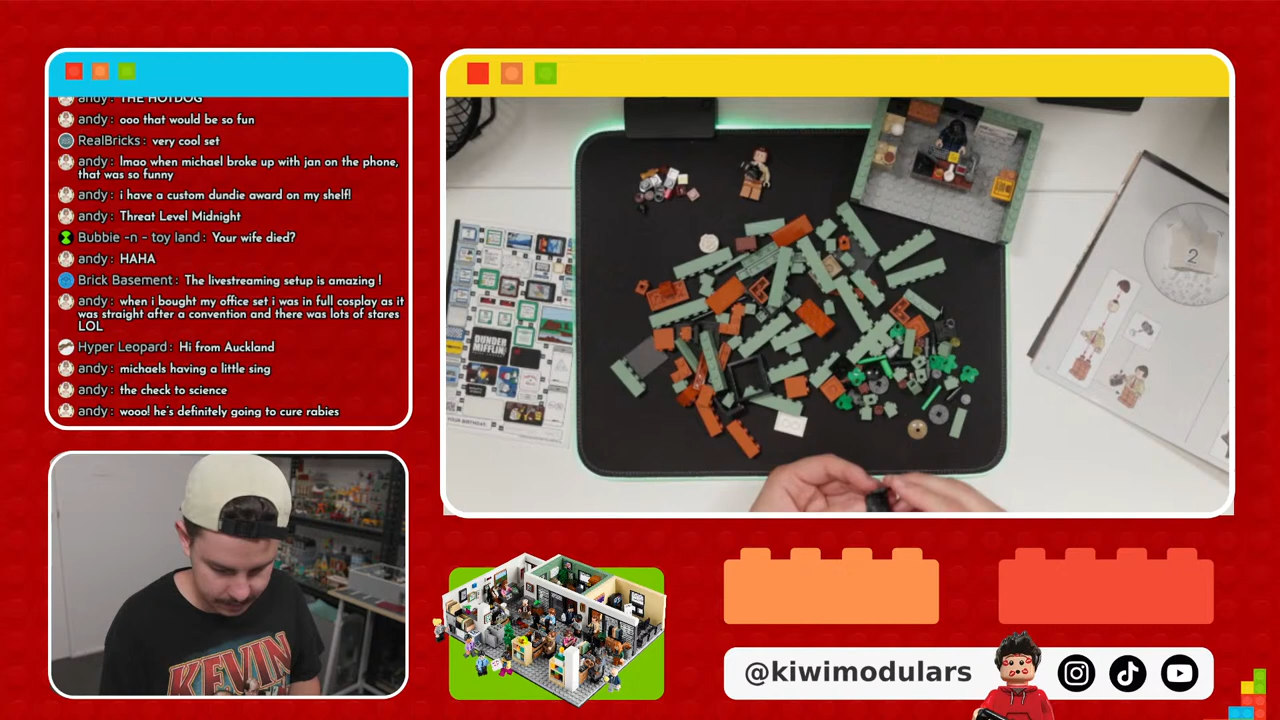 andy: THE HOTDOG
andy: ooo that would be so fun
RealBricks: very cool set
andy: lmao when michael broke up with jan on the phone,
that was so funny
andy: i have a custom dundie award on my shelf!
andy: Threat Level Midnight
Bubbie -n - toy land: Your wife died?
andy: HAHA
Brick Basement: The livestreaming setup is amazing !
andy: when i bought my office set i was in full cosplay as it
was straight after a convention and there was lots of stares
LOL
Hyper Leopard: Hi from Auckland
andy: michaels having a little sing
andy: the check to science
andy: wooo! he's definitely going to cure rabies
DUNDER
MIFFLIN
2
KEVIN
@kiwimodulars